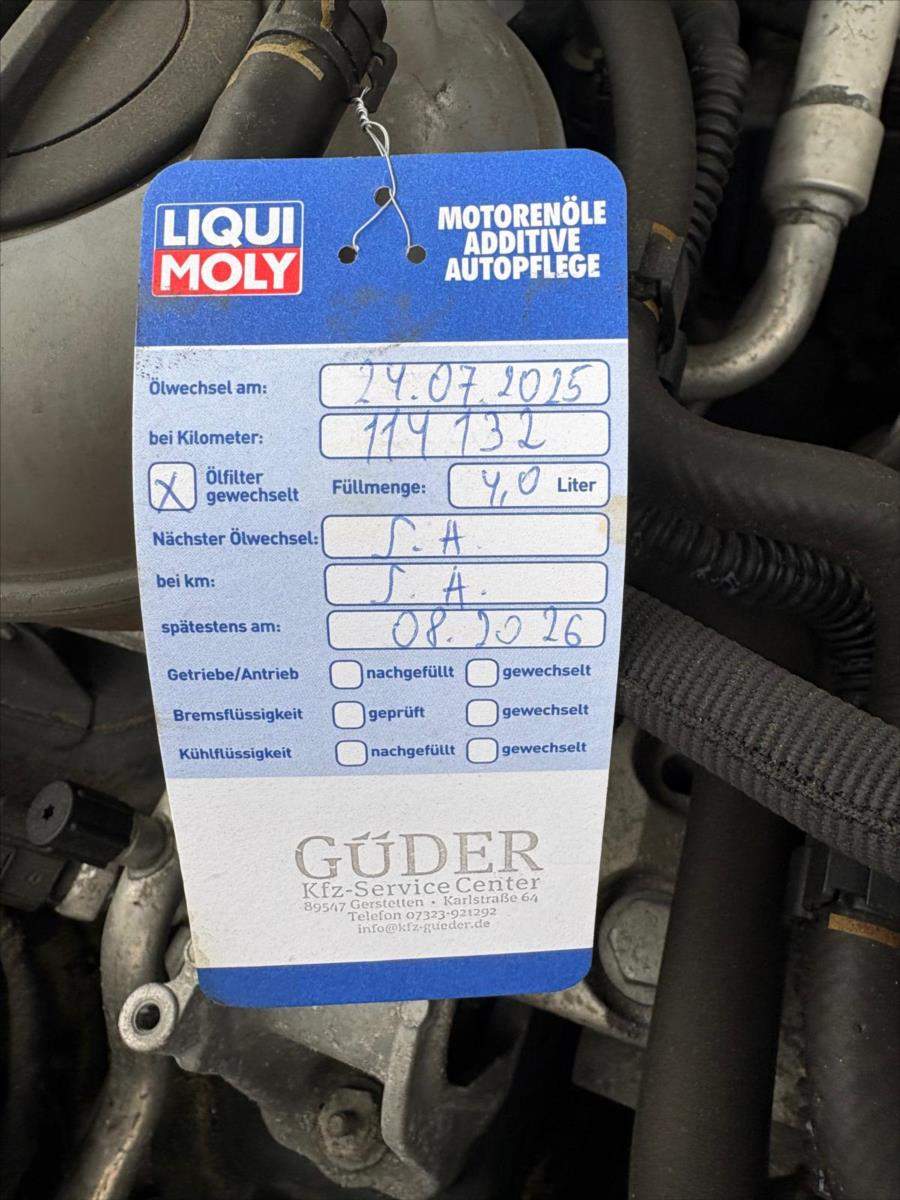 LIQUI
MOLY
MOTORENÖLE
ADDITIVE
AUTOPFLEGE
Ölwechsel am: 24.07.2025
bei Kilometer: 114 132
X Ölfilter gewechselt Füllmenge: 4,0 Liter
Nächster Ölwechsel: S.A.
bei km: S.A.
spätestens am: 08.2026
Getriebe/Antrieb nachgefüllt gewechselt
Bremsflüssigkeit geprüft gewechselt
Kühlflüssigkeit nachgefüllt gewechselt
GÜDER
Kfz-Service Center
89547 Gerstetten • Karlstraße 64
Telefon 07323-921292
info@kfz-gueder.de